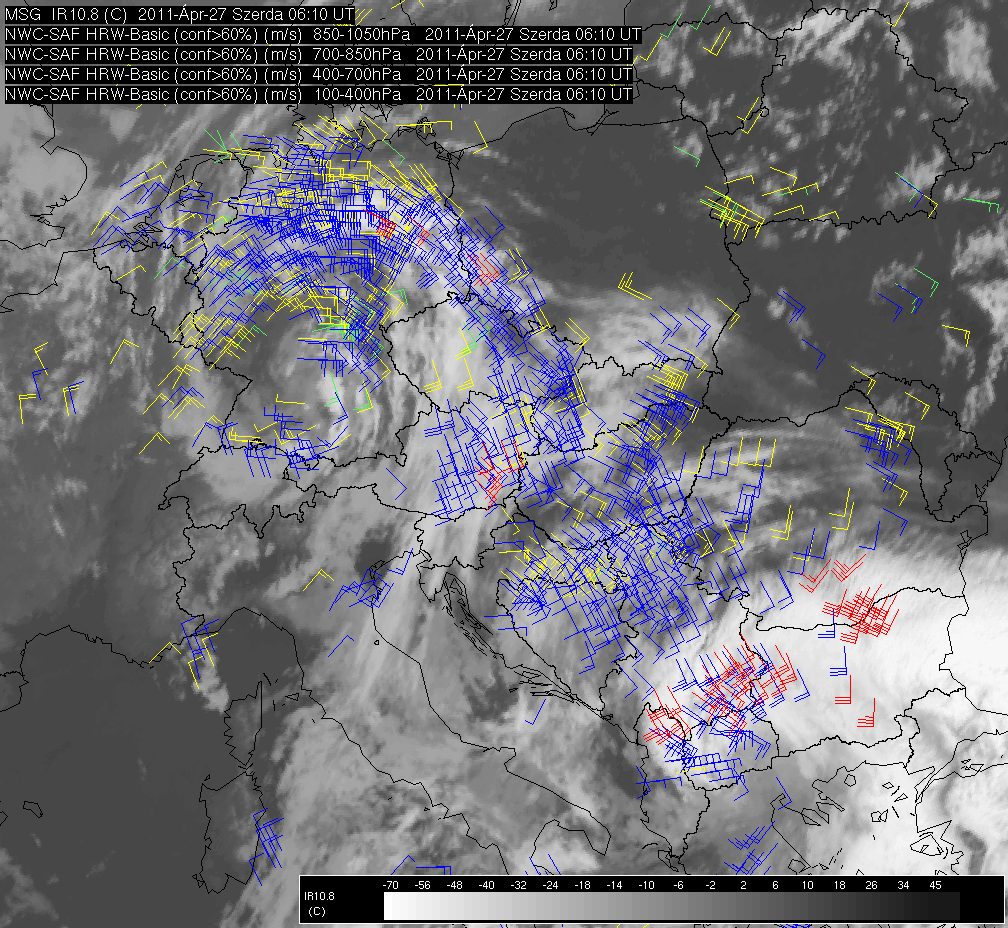 MSG IR10.8 (C) 2011-Ápr-27 Szerda 06:10 UT
NWC-SAF HRW-Basic (conf>60%) (m/s) 850-1050hPa 2011-Ápr-27 Szerda 06:10 UT
NWC-SAF HRW-Basic (conf>60%) (m/s) 700-850hPa 2011-Ápr-27 Szerda 06:10 UT
NWC-SAF HRW-Basic (conf>60%) (m/s) 400-700hPa 2011-Ápr-27 Szerda 06:10 UT
NWC-SAF HRW-Basic (conf>60%) (m/s) 100-400hPa 2011-Ápr-27 Szerda 06:10 UT
-70 -56 -48 -40 -32 -24 -18 -14 -10 -6 -2 2 6 10 18 26 34 45
IR10.8
(C)